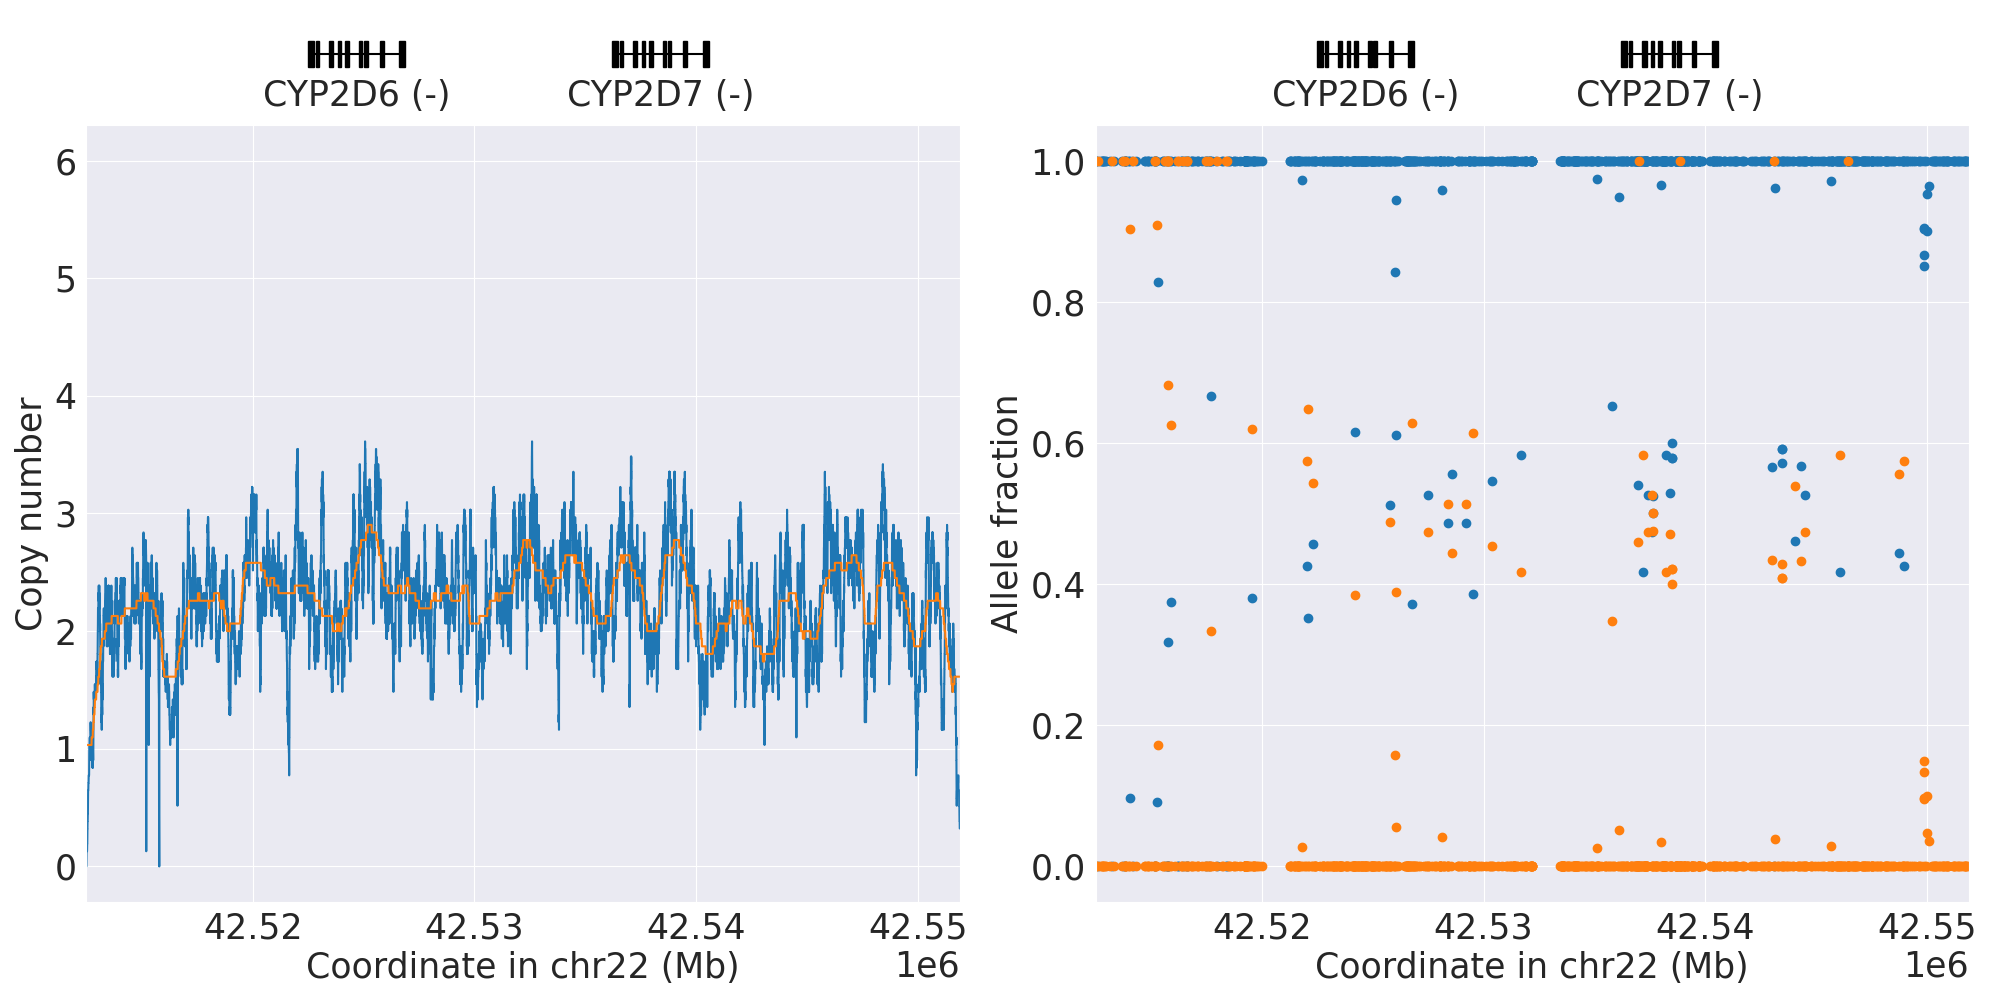 CYP2D6 (-) CYP2D7 (-)
6
5
4
3
2
1
0
Copy number
42.52 42.53 42.54 42.55
Coordinate in chr22 (Mb)
1e6
CYP2D6 (-) CYP2D7 (-)
1.0
0.8
0.6
0.4
0.2
0.0
Allele fraction
42.52 42.53 42.54 42.55
Coordinate in chr22 (Mb)
1e6